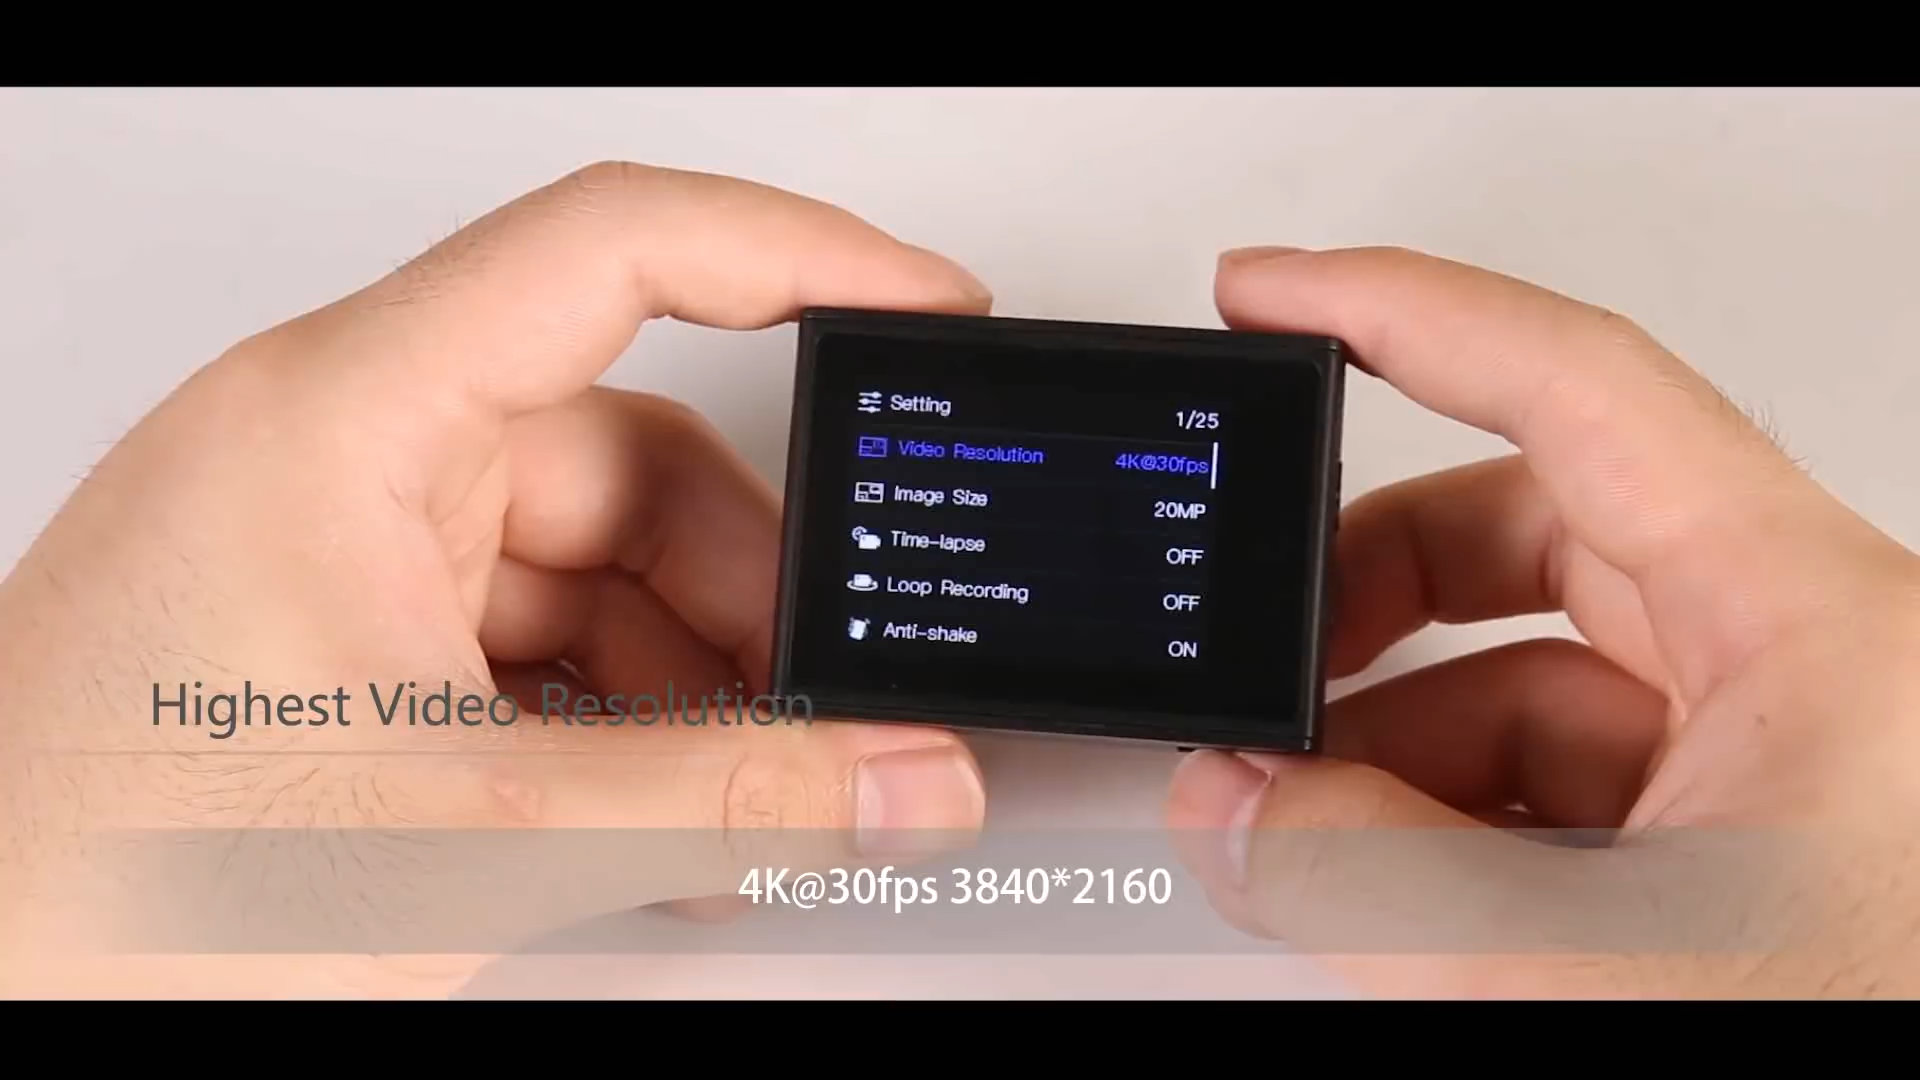 Setting 1/25
Video Resolution 4K@30fps
Image Size 20MP
Time-lapse OFF
Loop Recording OFF
Anti-shake ON
Highest Video Resolution
4K@30fps 3840*2160